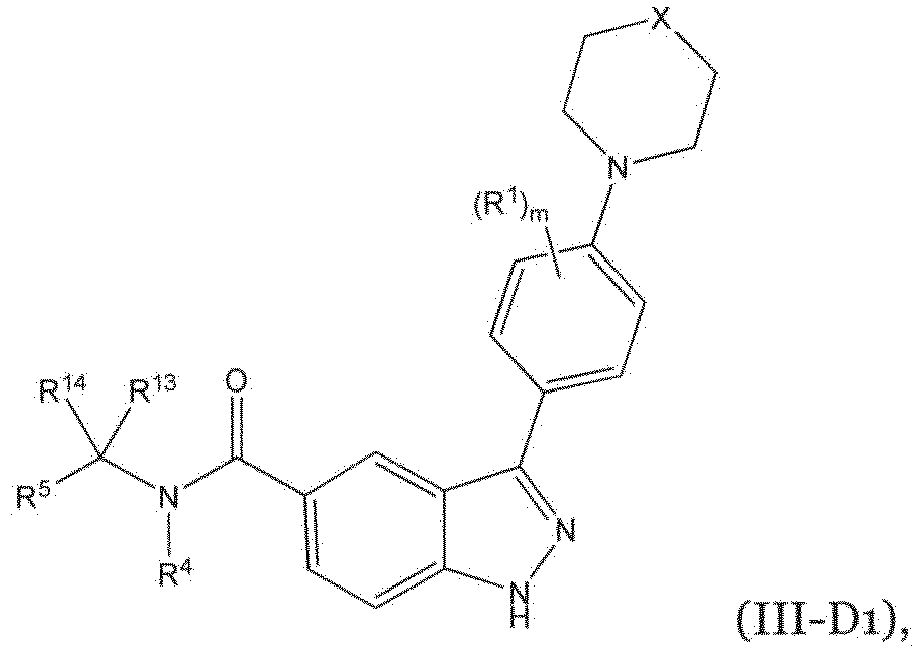 X
N
(R¹)m
R¹⁴ R¹³ O
R⁵ N N
R⁴ N
H
(III-D1),